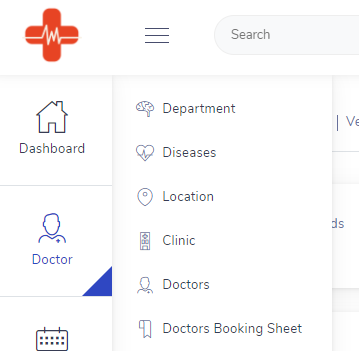 Search
Dashboard
Doctor
Department
Diseases
Location
Clinic
Doctors
Doctors Booking Sheet